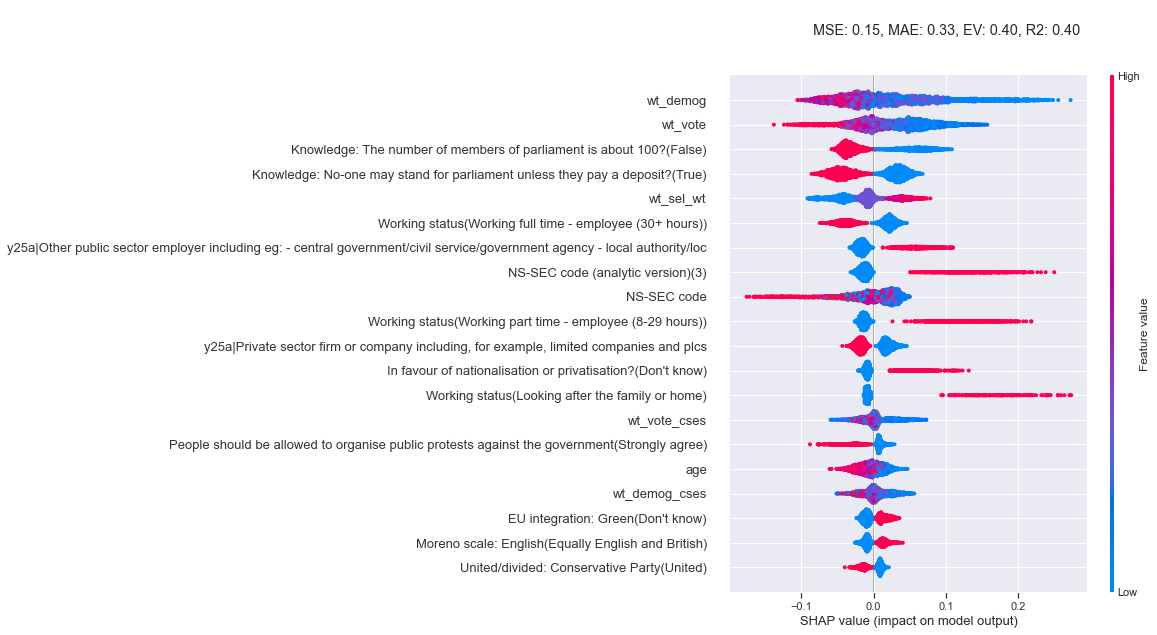 MSE: 0.15, MAE: 0.33, EV: 0.40, R2: 0.40
High
wt_demog
wt_vote
Knowledge: The number of members of parliament is about 100?(False)
Knowledge: No-one may stand for parliament unless they pay a deposit?(True)
wt_sel_wt
Working status(Working full time - employee (30+ hours))
y25a|Other public sector employer including eg: - central government/civil service/government agency - local authority/loc
NS-SEC code (analytic version)(3)
NS-SEC code
Working status(Working part time - employee (8-29 hours))
y25a|Private sector firm or company including, for example, limited companies and plcs
In favour of nationalisation or privatisation?(Don't know)
Working status(Looking after the family or home)
wt_vote_cses
People should be allowed to organise public protests against the government(Strongly agree)
age
wt_demog_cses
EU integration: Green(Don't know)
Moreno scale: English(Equally English and British)
United/divided: Conservative Party(United)
Feature value
Low
−0.1 0.0 0.1 0.2
SHAP value (impact on model output)